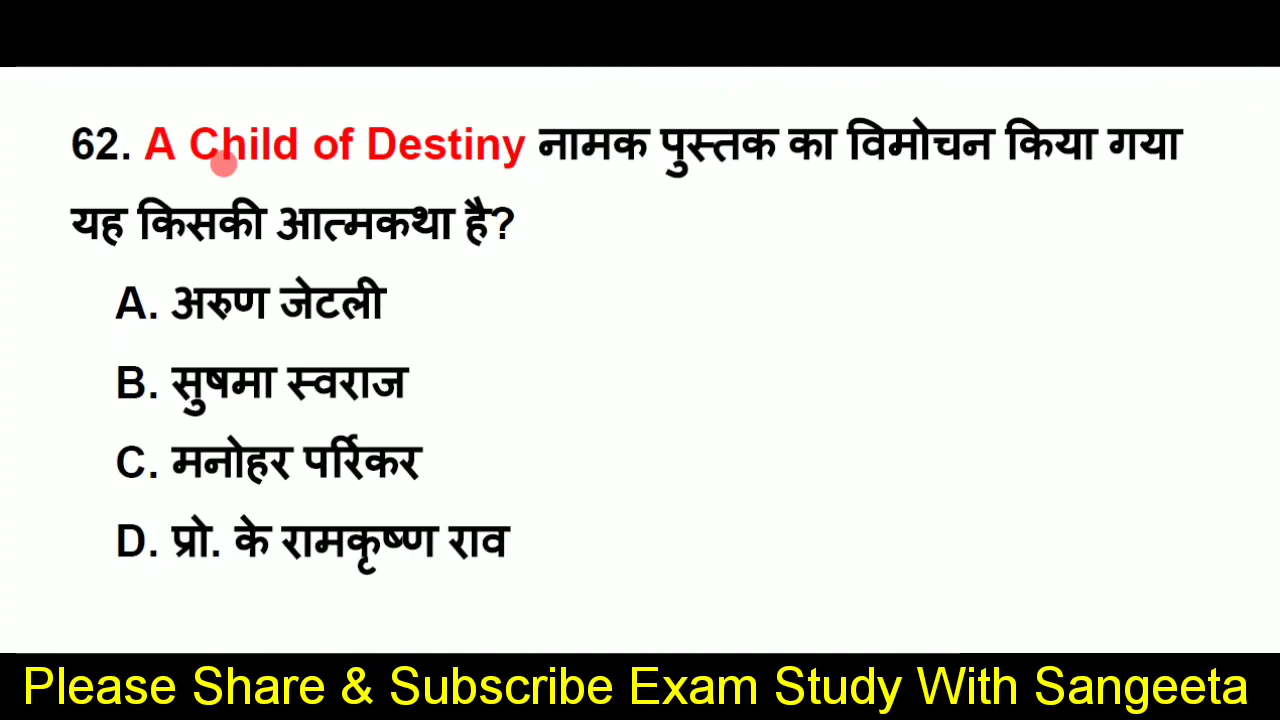 62. A Child of Destiny नामक पुस्तक का विमोचन किया गया
यह किसकी आत्मकथा है?
A. अरुण जेटली
B. सुषमा स्वराज
C. मनोहर पर्रिकर
D. प्रो. के रामकृष्ण राव
Please Share & Subscribe Exam Study With Sangeeta